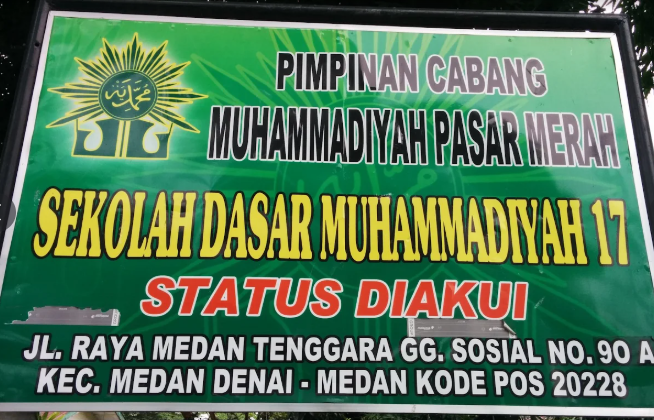 PIMPINAN CABANG
MUHAMMADIYAH PASAR MERAH
SEKOLAH DASAR MUHAMMADIYAH 17
STATUS DIAKUI
JL. RAYA MEDAN TENGGARA GG. SOSIAL NO. 90 A
KEC. MEDAN DENAI - MEDAN KODE POS 20228